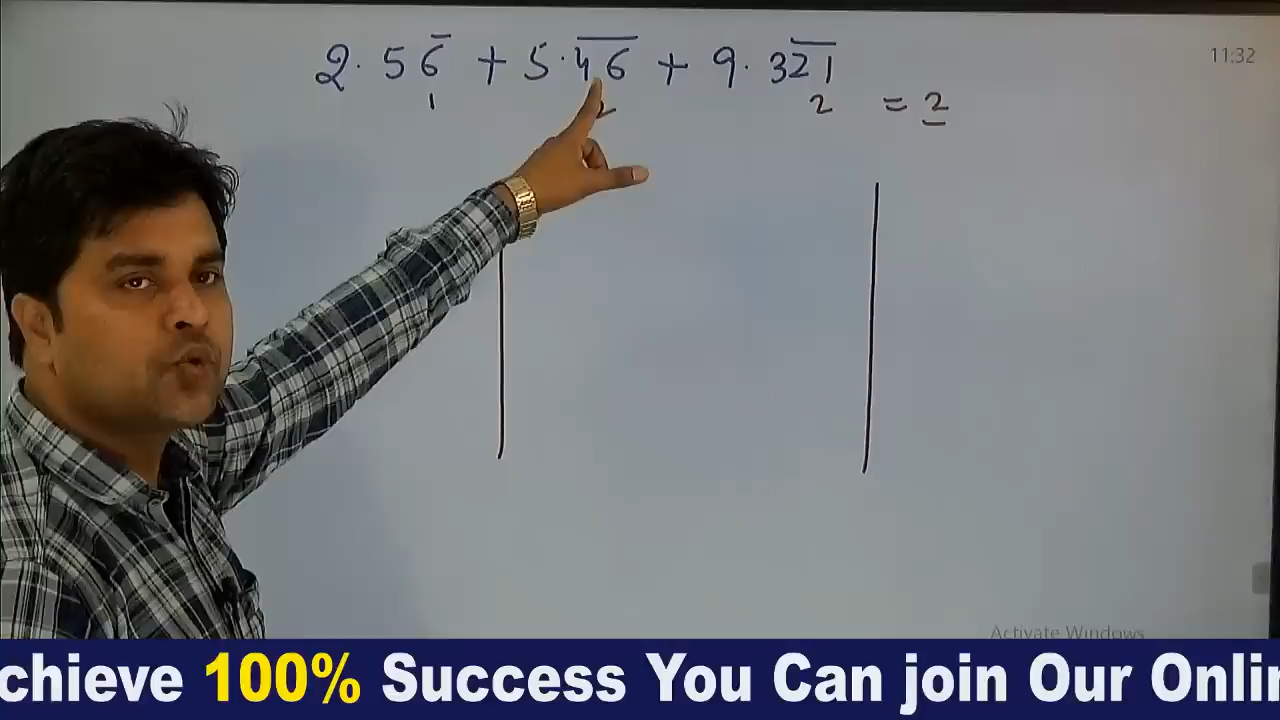 2.56̅ + 5.4̅6̅ + 9.32̅1̅
11:32
1 2 2 = 2
Activate Windows
chieve 100% Success You Can join Our Onlin